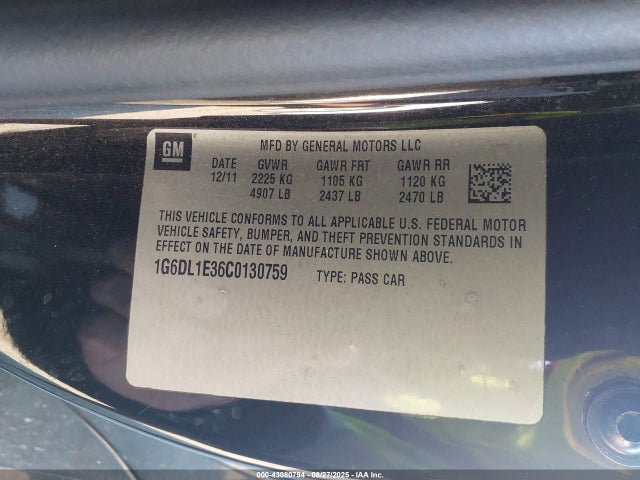 GM
MFD BY GENERAL MOTORS LLC
DATE GVWR GAWR FRT GAWR RR
12/11 2225 KG 1105 KG 1120 KG
4907 LB 2437 LB 2470 LB
THIS VEHICLE CONFORMS TO ALL APPLICABLE U.S. FEDERAL MOTOR
VEHICLE SAFETY, BUMPER, AND THEFT PREVENTION STANDARDS IN
EFFECT ON THE DATE OF MANUFACTURE SHOWN ABOVE.
1G6DL1E36C0130759 TYPE: PASS CAR
000-43080794 - 08/27/2025 - IAA Inc.